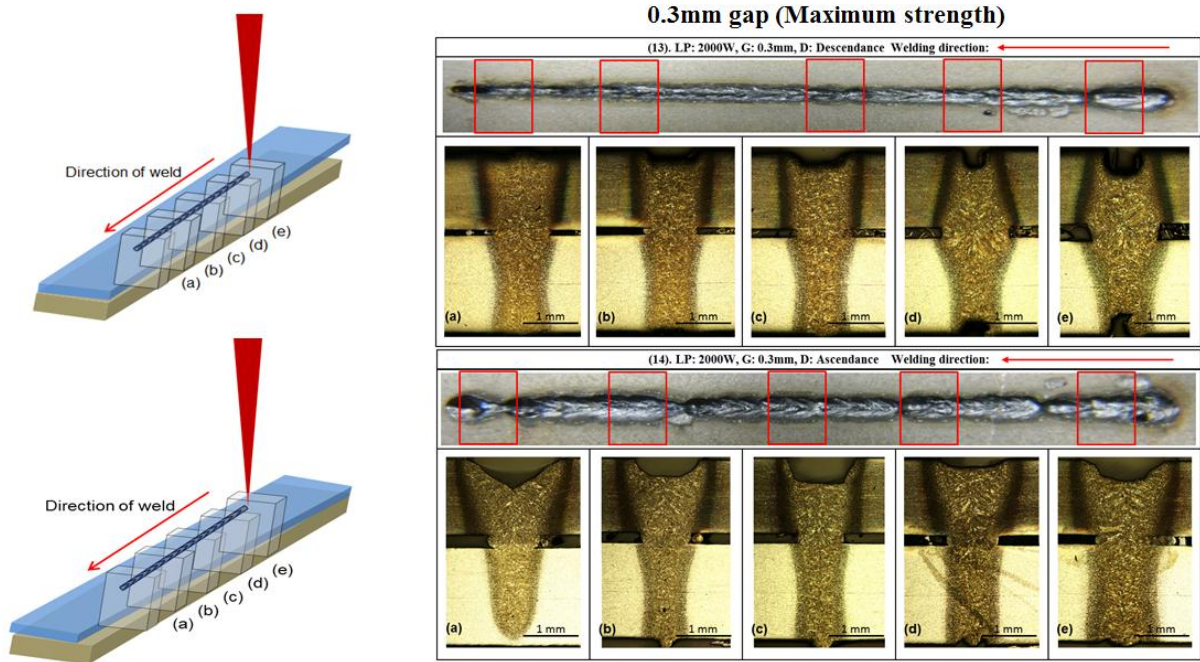 0.3mm gap (Maximum strength)
Direction of weld
(a)
(b)
(c)
(d)
(e)
(13). LP: 2000W, G: 0.3mm, D: Descendance Welding direction:
(a) 1 mm
(b) 1 mm
(c) 1 mm
(d) 1 mm
(e) 1 mm
Direction of weld
(a)
(b)
(c)
(d)
(e)
(14). LP: 2000W, G: 0.3mm, D: Ascendance Welding direction:
(a) 1 mm
(b) 1 mm
(c) 1 mm
(d) 1 mm
(e) 1 mm